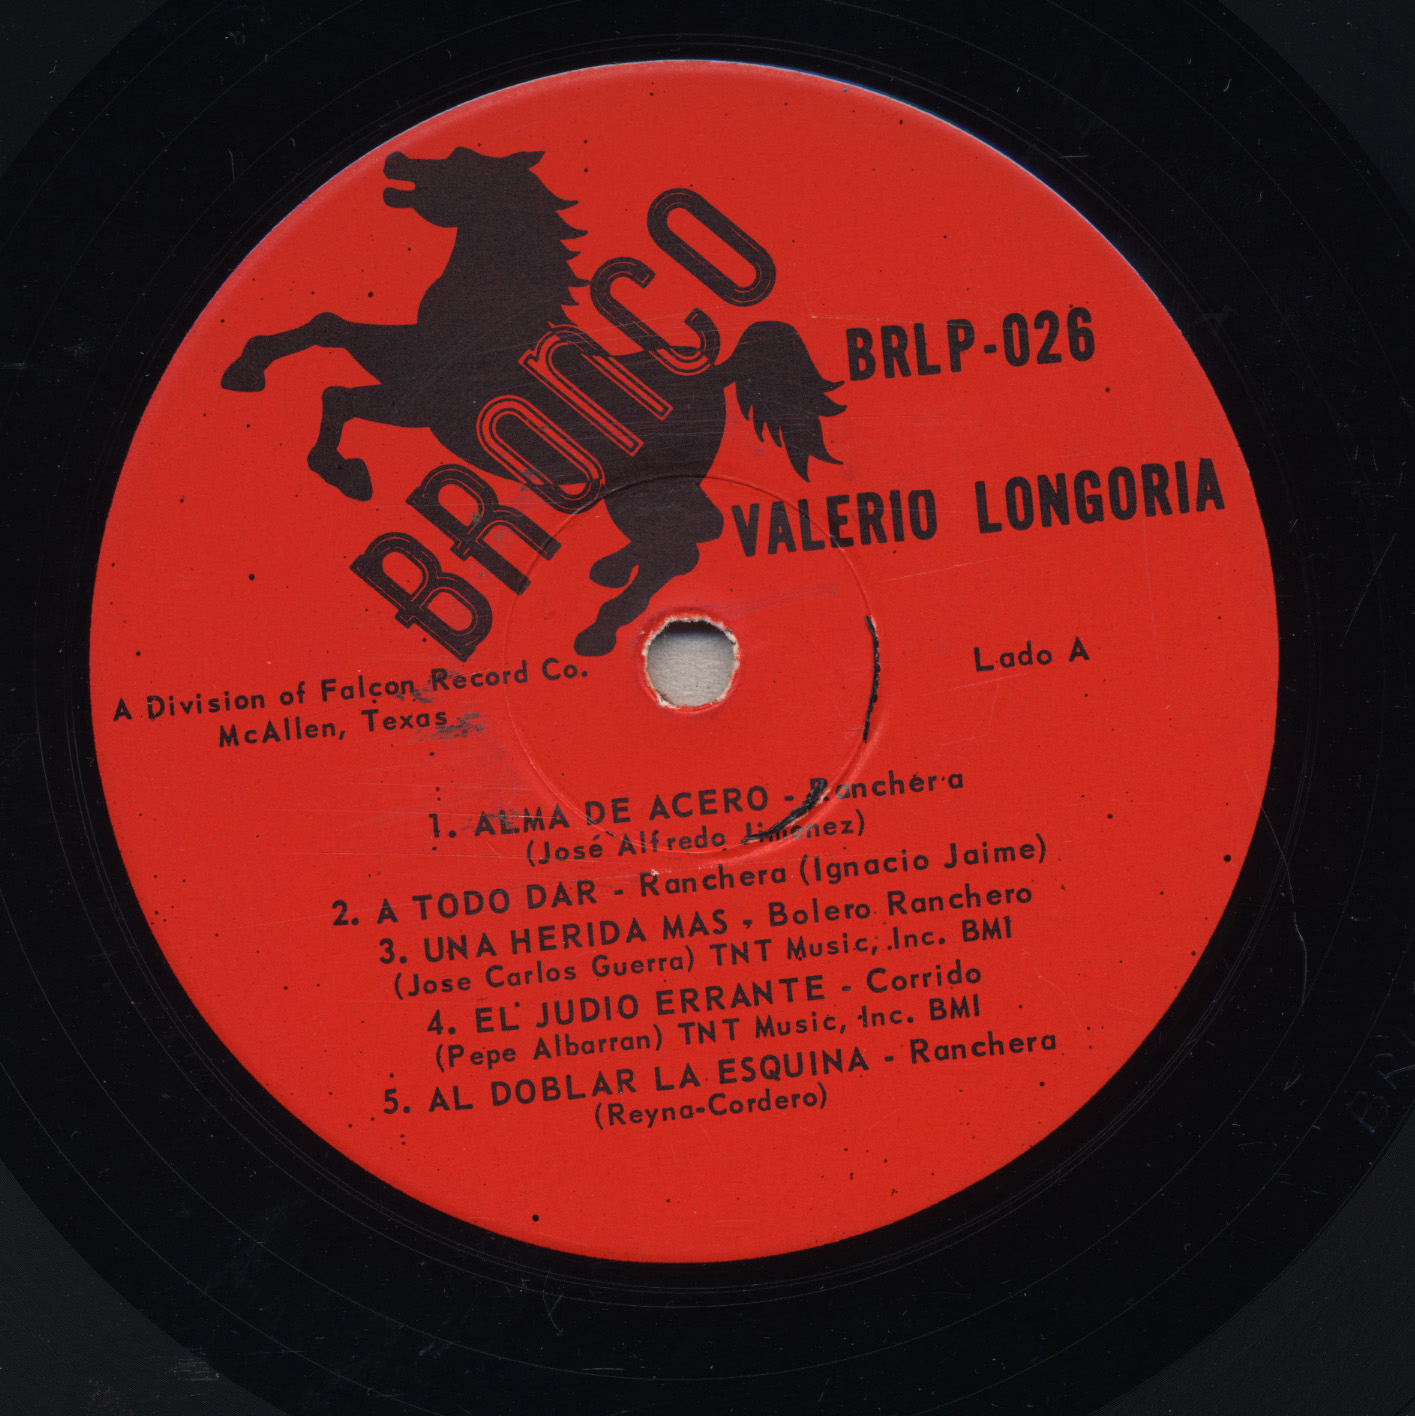 BRONCO
BRLP-026
VALERIO LONGORIA
Lado A
A Division of Falcon Record Co.
McAllen, Texas
1. ALMA DE ACERO - Ranchera
(Jose Alfredo Jimenez)
2. A TODO DAR - Ranchera (Ignacio Jaime)
3. UNA HERIDA MAS - Bolero Ranchero
(Jose Carlos Guerra) TNT Music, Inc. BMI
4. EL JUDIO ERRANTE - Corrido
(Pepe Albarran) TNT Music, Inc. BMI
5. AL DOBLAR LA ESQUINA - Ranchera
(Reyna-Cordero)